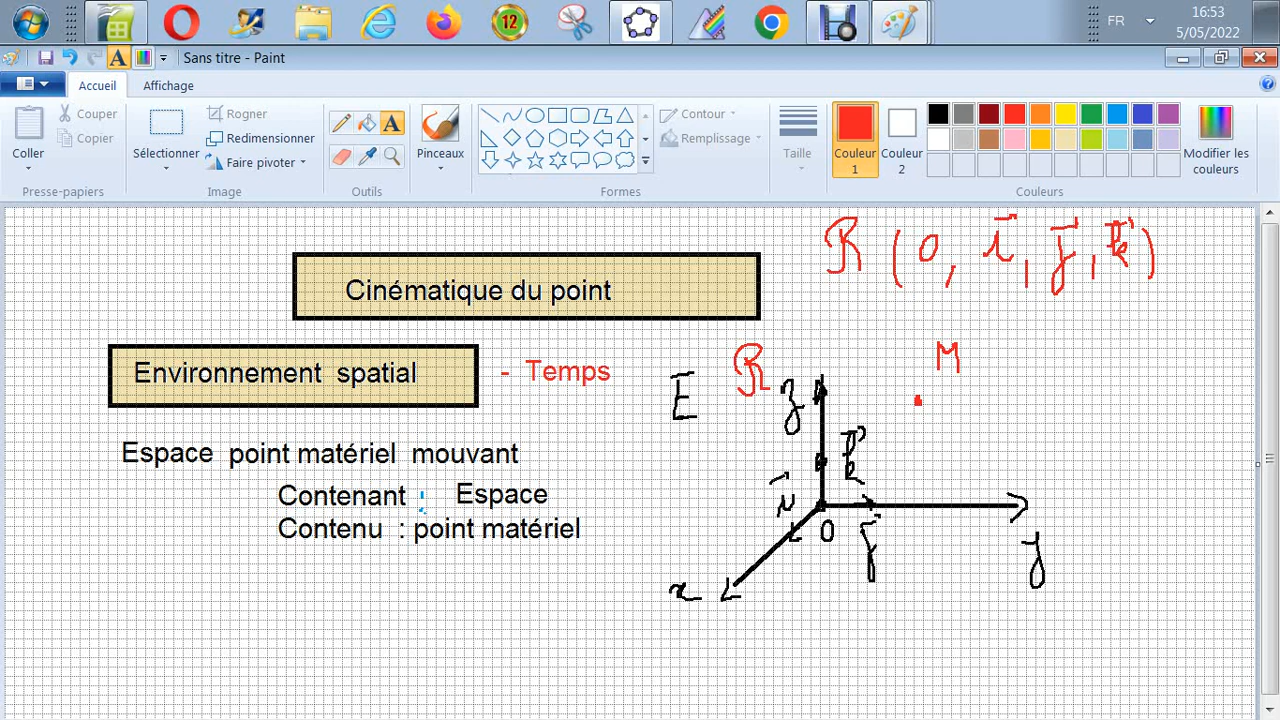 12
FR
16:53
5/05/2022
Sans titre - Paint
Accueil
Affichage
Coller
Couper
Copier
Presse-papiers
Sélectionner
Rogner
Redimensionner
Faire pivoter
Image
A
Outils
Pinceaux
Contour
Remplissage
Formes
Taille
Couleur 1
Couleur 2
Modifier les couleurs
Couleurs
R (0, i, j, k)
Cinématique du point
Environnement spatial - Temps
Espace point matériel mouvant
Contenant : Espace
Contenu : point matériel
E
R
M
z
k
i
O
j
y
x